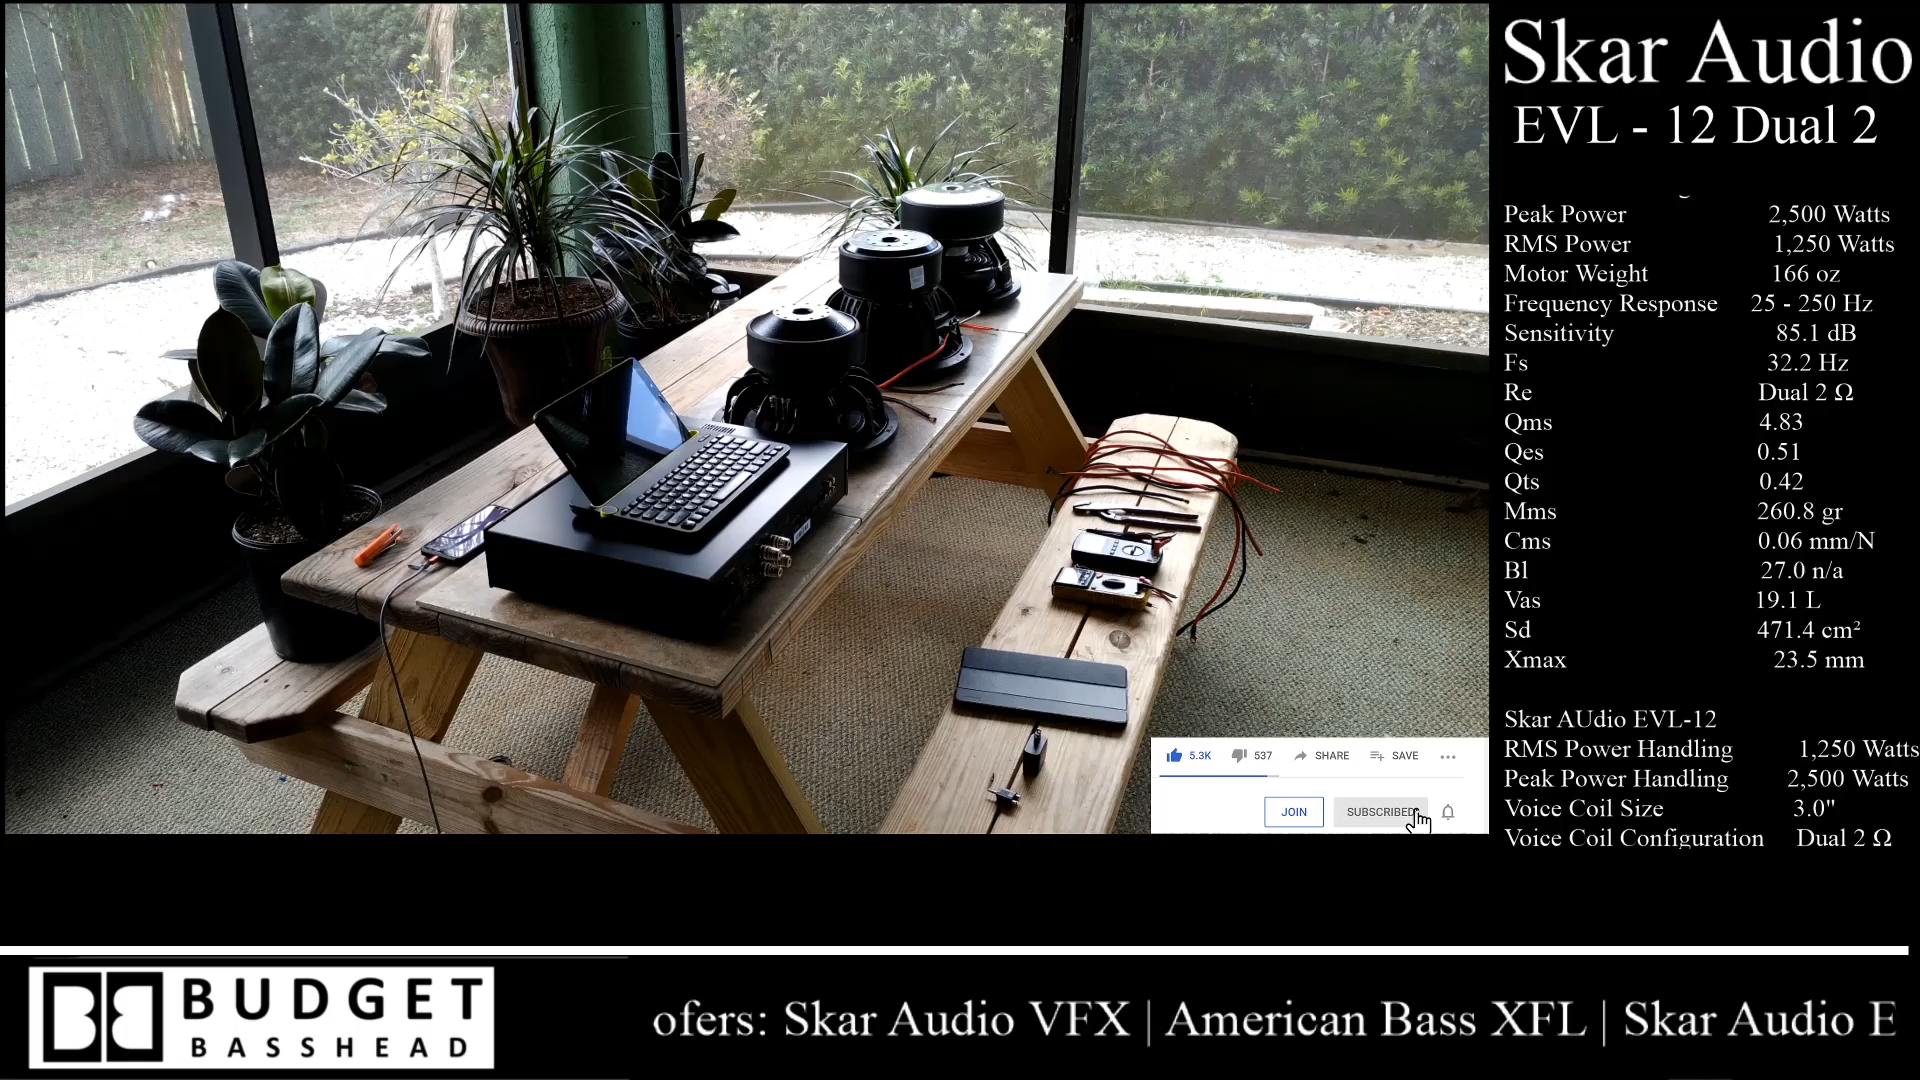 Skar Audio
EVL - 12 Dual 2
Peak Power 2,500 Watts
RMS Power 1,250 Watts
Motor Weight 166 oz
Frequency Response 25 - 250 Hz
Sensitivity 85.1 dB
Fs 32.2 Hz
Re Dual 2 Ω
Qms 4.83
Qes 0.51
Qts 0.42
Mms 260.8 gr
Cms 0.06 mm/N
Bl 27.0 n/a
Vas 19.1 L
Sd 471.4 cm²
Xmax 23.5 mm
Skar AUdio EVL-12
RMS Power Handling 1,250 Watts
Peak Power Handling 2,500 Watts
Voice Coil Size 3.0"
Voice Coil Configuration Dual 2 Ω
5.3K 537 SHARE SAVE
JOIN SUBSCRIBED
BUDGET
BASSHEAD
ofers: Skar Audio VFX | American Bass XFL | Skar Audio E